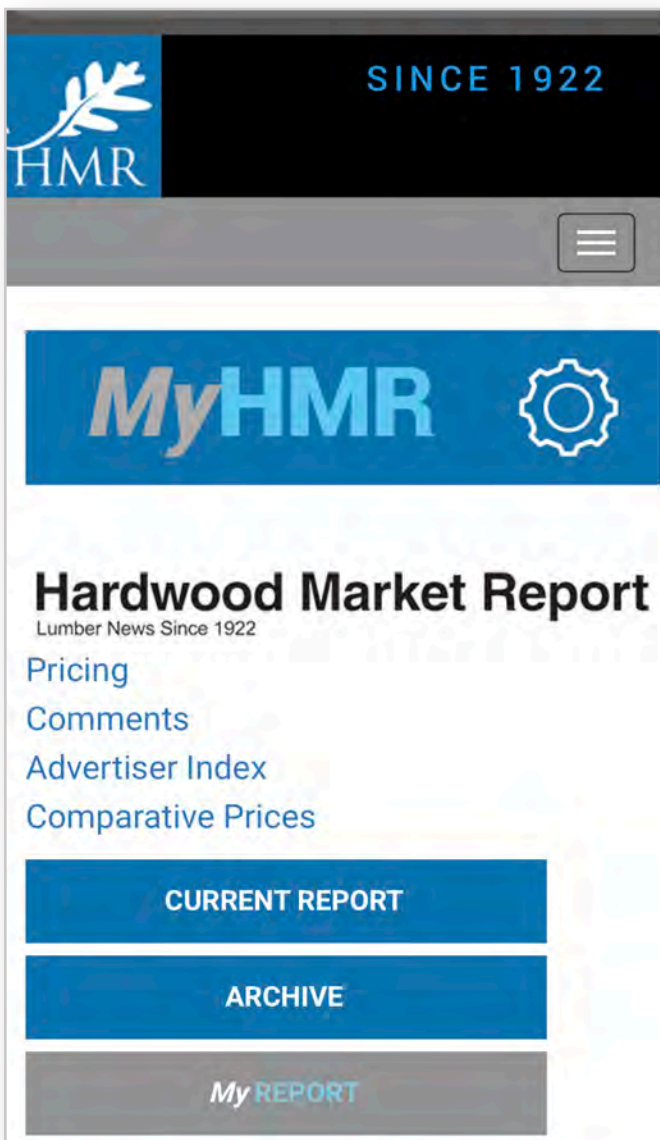 SINCE 1922
HMR
MyHMR
Hardwood Market Report
Lumber News Since 1922
Pricing
Comments
Advertiser Index
Comparative Prices
CURRENT REPORT
ARCHIVE
My REPORT